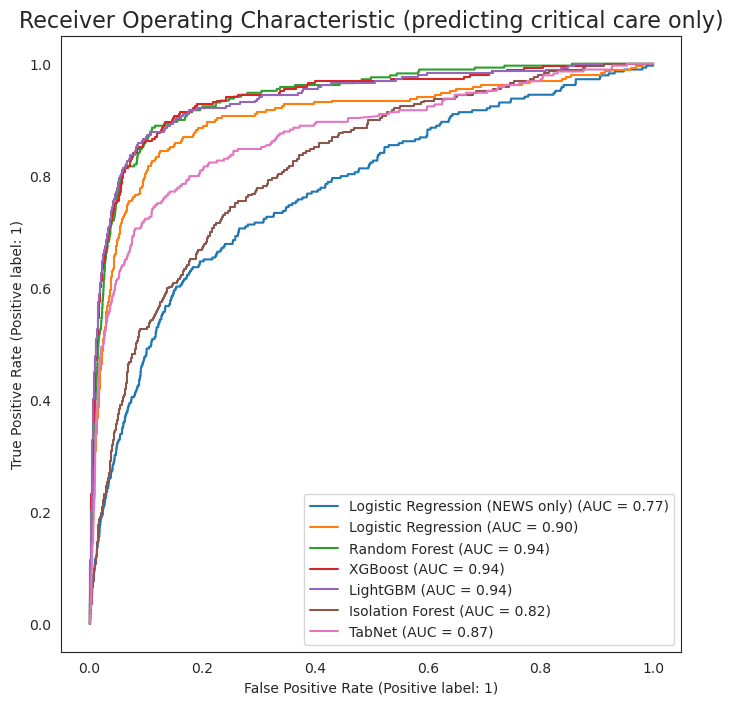 Receiver Operating Characteristic (predicting critical care only)
1.0
0.8
0.6
0.4
0.2
0.0
True Positive Rate (Positive label: 1)
Logistic Regression (NEWS only) (AUC = 0.77)
Logistic Regression (AUC = 0.90)
Random Forest (AUC = 0.94)
XGBoost (AUC = 0.94)
LightGBM (AUC = 0.94)
Isolation Forest (AUC = 0.82)
TabNet (AUC = 0.87)
0.0 0.2 0.4 0.6 0.8 1.0
False Positive Rate (Positive label: 1)